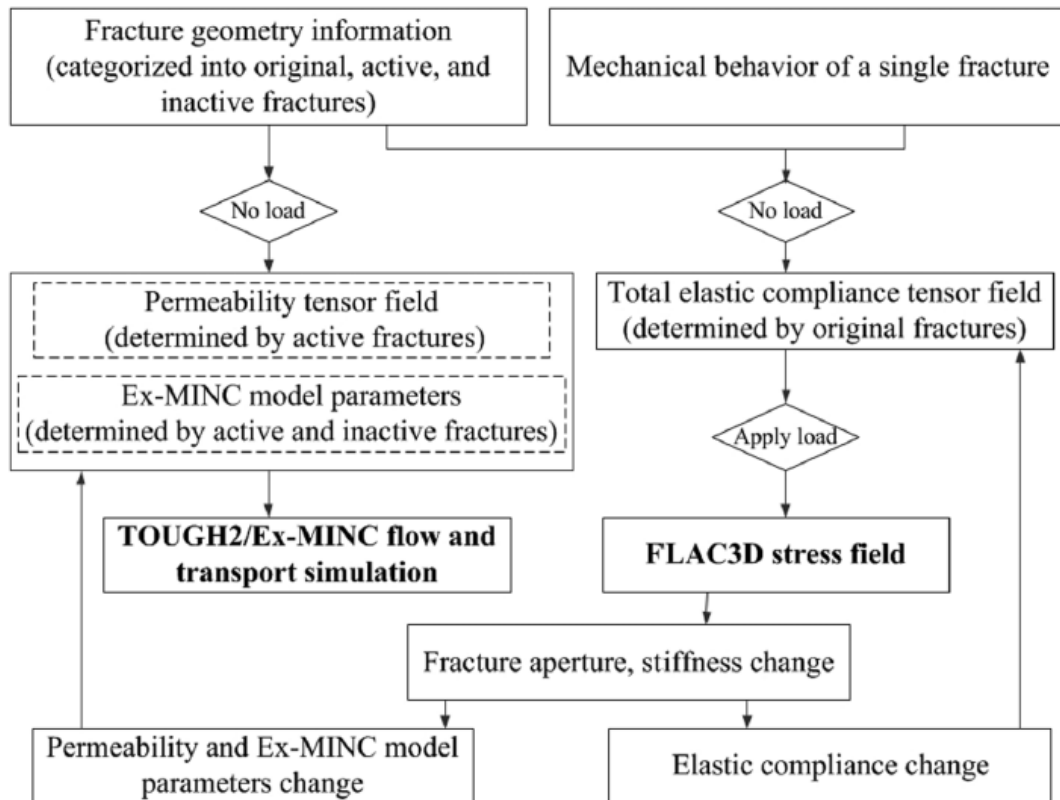 Fracture geometry information
(categorized into original, active, and
inactive fractures)
Mechanical behavior of a single fracture
No load
No load
Permeability tensor field
(determined by active fractures)
Ex-MINC model parameters
(determined by active and inactive fractures)
Total elastic compliance tensor field
(determined by original fractures)
Apply load
TOUGH2/Ex-MINC flow and
transport simulation
FLAC3D stress field
Fracture aperture, stiffness change
Permeability and Ex-MINC model
parameters change
Elastic compliance change